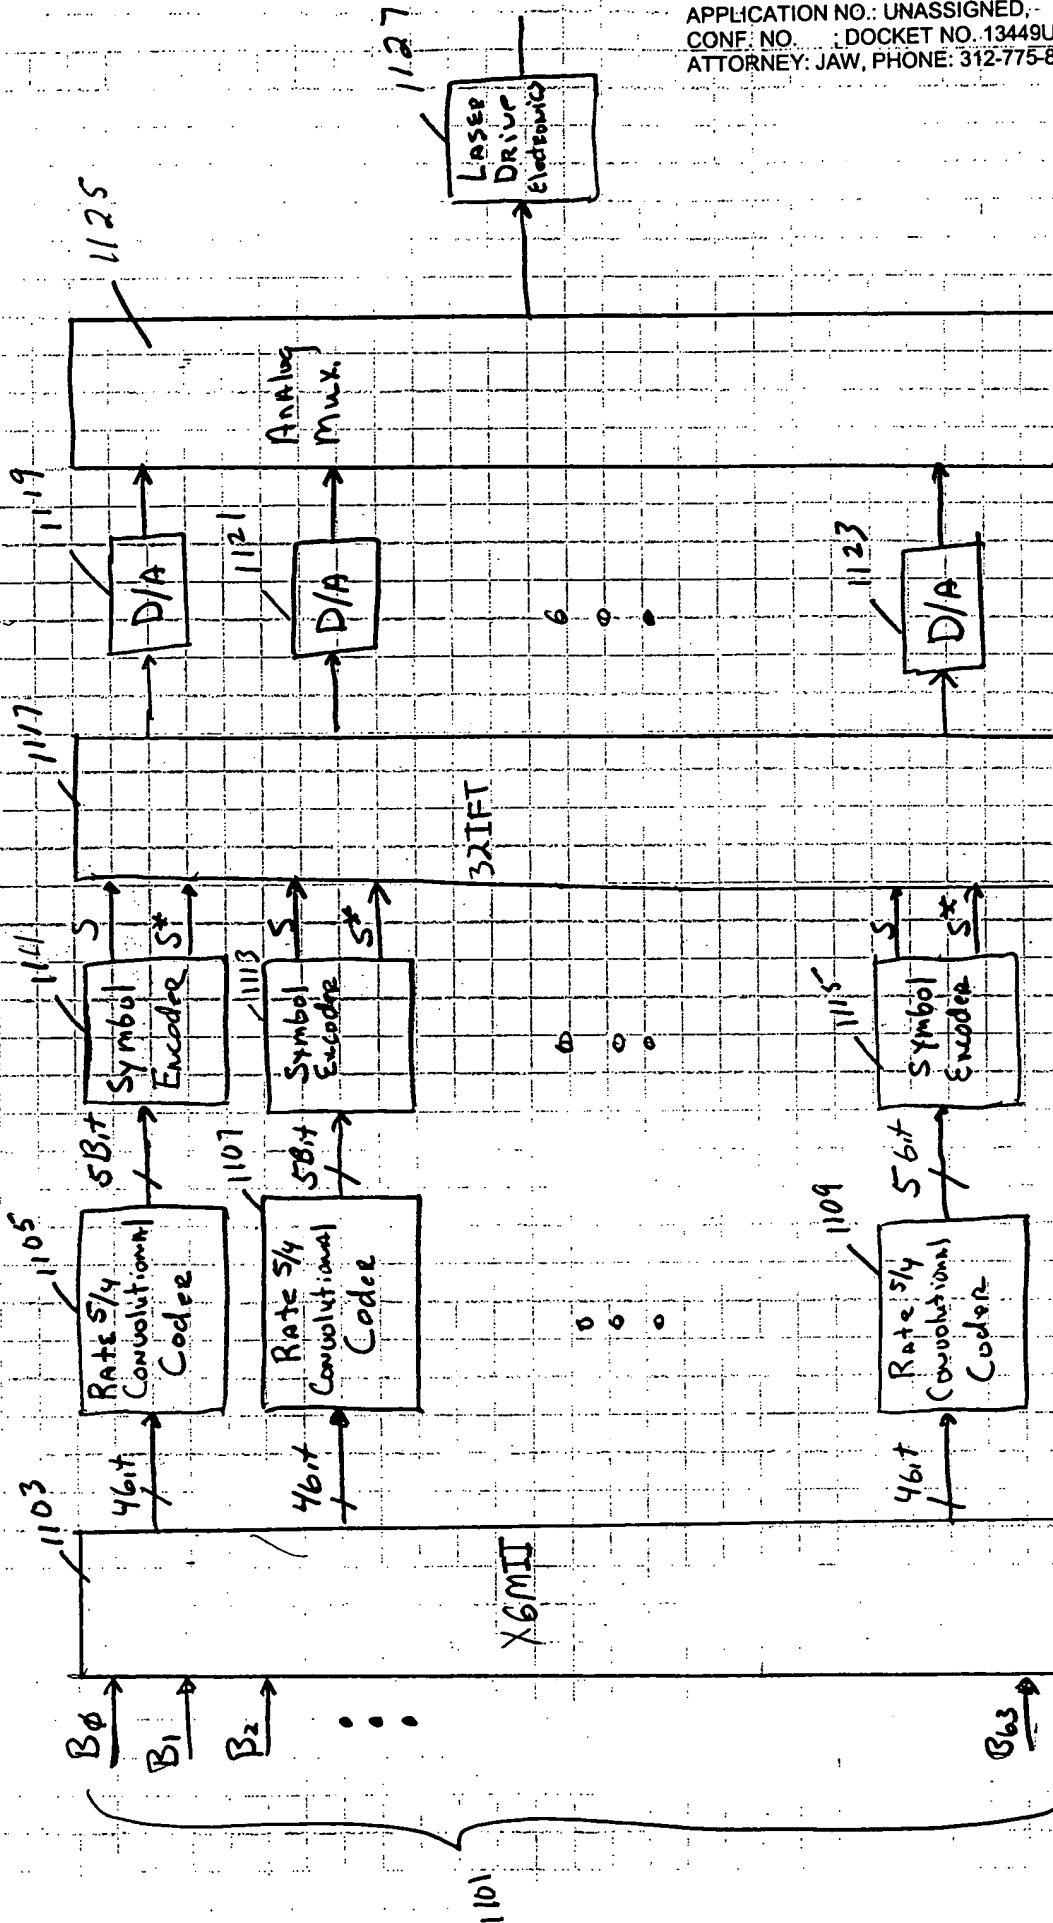 APPLICATION NO.: UNASSIGNED,
CONF. NO. ; DOCKET NO. 13449U
ATTORNEY: JAW, PHONE: 312-775-8
1101
BØ
B1
B2
B63
1103
XGMII
4bit
4bit
4bit
1105
Rate 5/4
Convolutional
Coder
1107
Rate 5/4
Convolutional
Coder
1109
Rate 5/4
Convolutional
Coder
5Bit
5Bit
5bit
1111
Symbol
Encoder
1113
Symbol
Encoder
1115
Symbol
Encoder
S
S*
S
S*
S
S*
1117
32IFT
1119
D/A
1121
D/A
1123
D/A
1125
Analog
Mux.
1127
Laser
Drive
Electronics